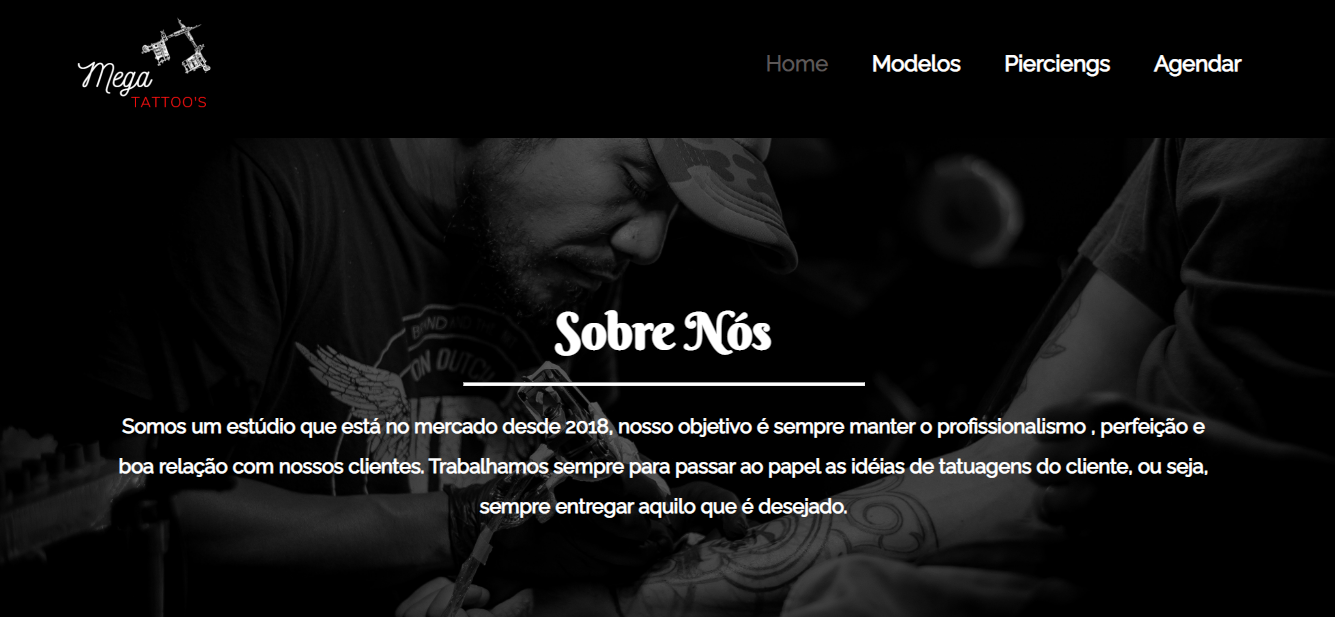 Mega
TATTOO'S
Home Modelos Pierciengs Agendar
Sobre Nós
Somos um estúdio que está no mercado desde 2018, nosso objetivo é sempre manter o profissionalismo , perfeição e
boa relação com nossos clientes. Trabalhamos sempre para passar ao papel as idéias de tatuagens do cliente, ou seja,
sempre entregar aquilo que é desejado.
ON DUTCH